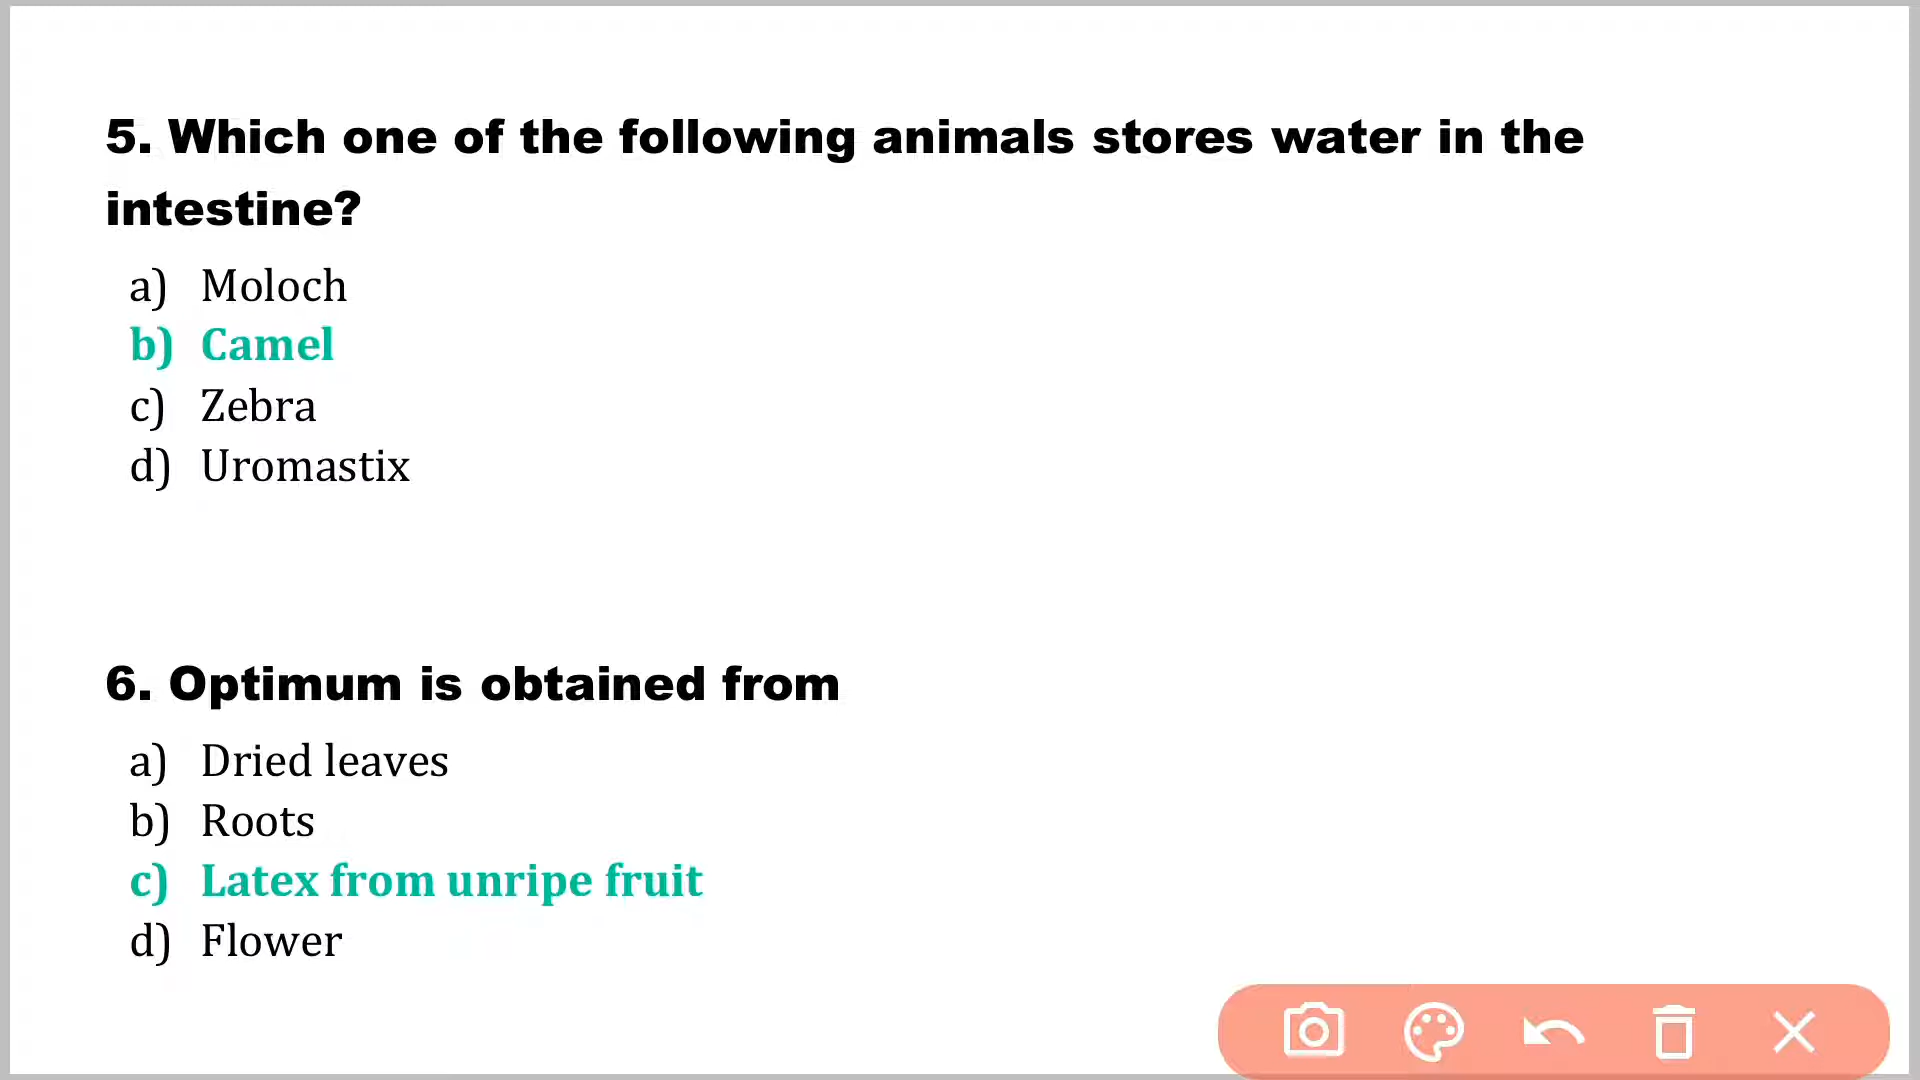 5. Which one of the following animals stores water in the
intestine?
a) Moloch
b) Camel
c) Zebra
d) Uromastix
6. Optimum is obtained from
a) Dried leaves
b) Roots
c) Latex from unripe fruit
d) Flower